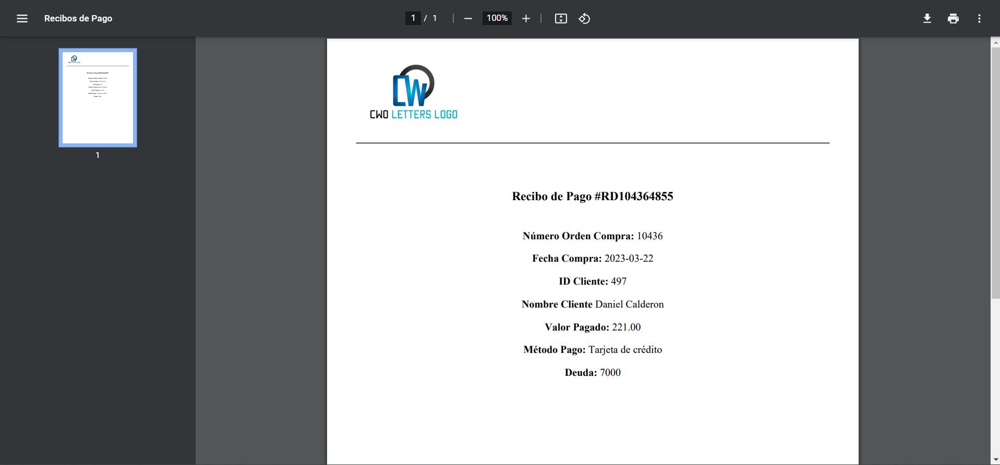 Recibos de Pago
1 / 1
100%
1
CW
CWO LETTERS LOGO
Recibo de Pago #RD104364855
Número Orden Compra: 10436
Fecha Compra: 2023-03-22
ID Cliente: 497
Nombre Cliente Daniel Calderon
Valor Pagado: 221.00
Método Pago: Tarjeta de crédito
Deuda: 7000